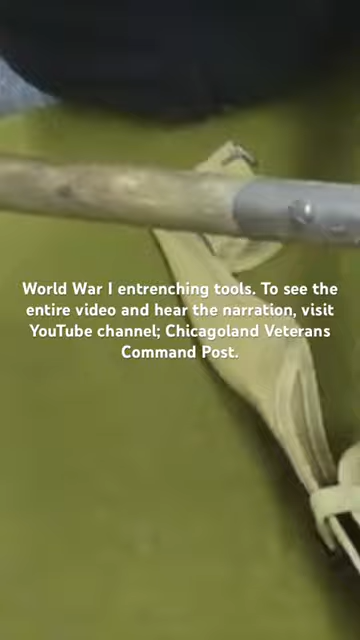 World War I entrenching tools. To see the
entire video and hear the narration, visit
YouTube channel; Chicagoland Veterans
Command Post.